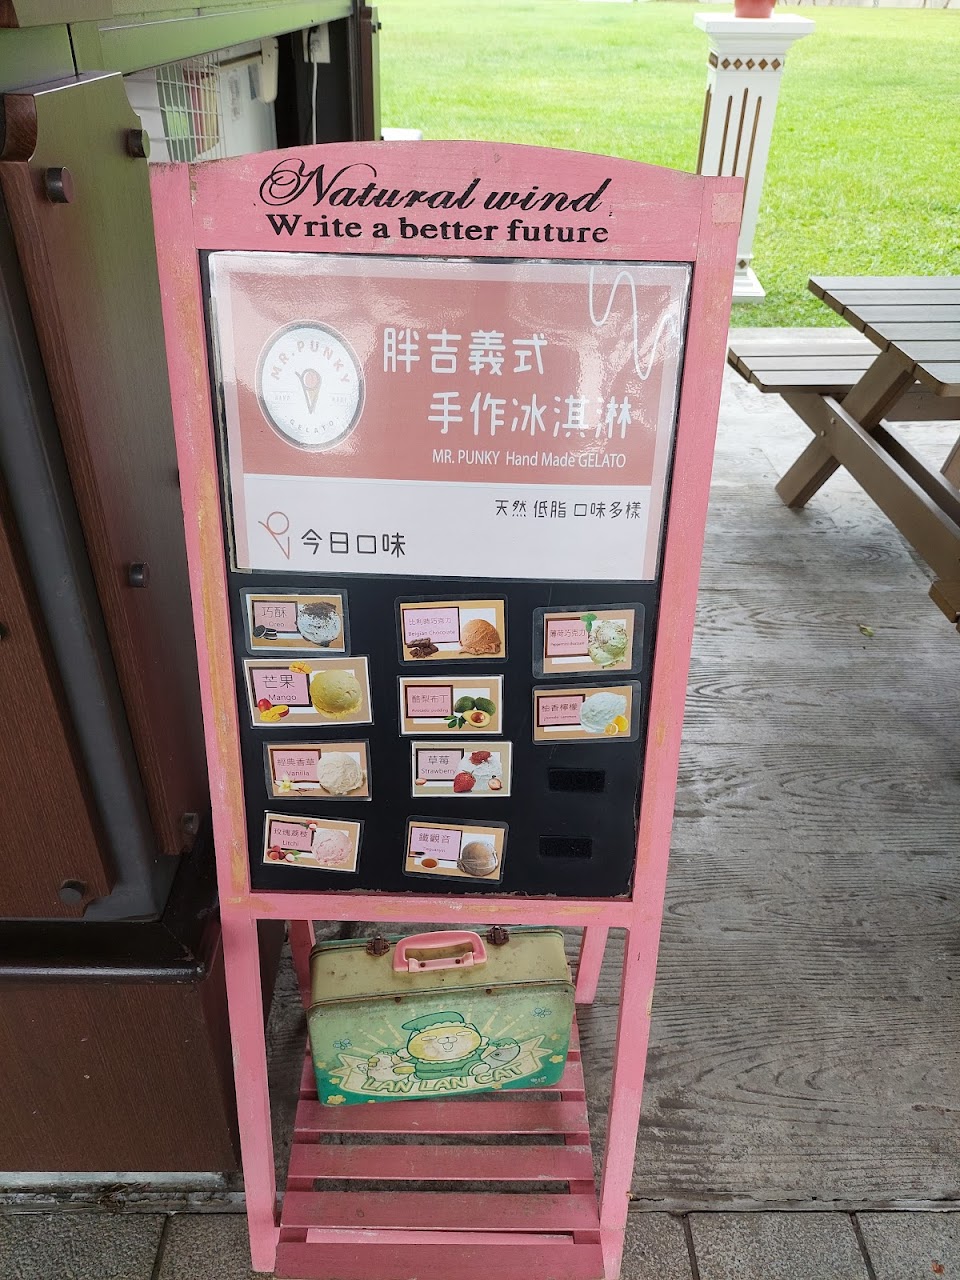 Natural wind
Write a better future
MR. PUNKY
GELATO
胖吉義式
手作冰淇淋
MR. PUNKY Hand Made GELATO
天然 低脂 口味多樣
今日口味
巧酥
Oreo
比利時巧克力
Belgian Chocolate
薄荷巧克力
芒果
Mango
酪梨布丁
Avocado pudding
柚香檸檬
經典香草
Vanilla
草莓
Strawberry
玫瑰荔枝
Litchi
鐵觀音
Tieguanyin
LAN LAN CAT